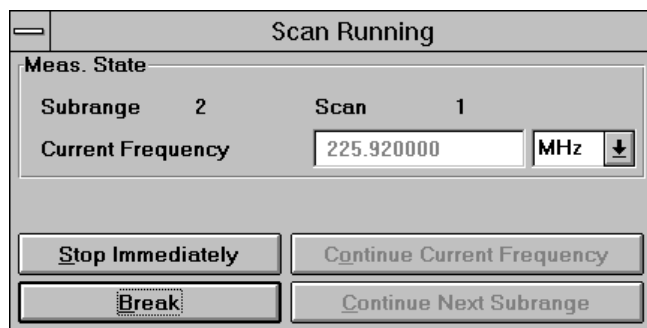 Scan Running
Meas. State
Subrange 2 Scan 1
Current Frequency 225.920000 MHz
Stop Immediately Continue Current Frequency
Break Continue Next Subrange